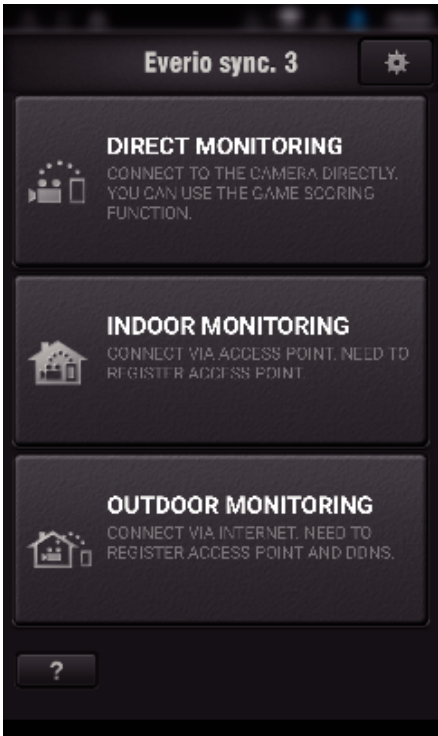 Everio sync. 3
DIRECT MONITORING
CONNECT TO THE CAMERA DIRECTLY.
YOU CAN USE THE GAME SCORING
FUNCTION.
INDOOR MONITORING
CONNECT VIA ACCESS POINT. NEED TO
REGISTER ACCESS POINT.
OUTDOOR MONITORING
CONNECT VIA INTERNET. NEED TO
REGISTER ACCESS POINT AND DDNS.
?